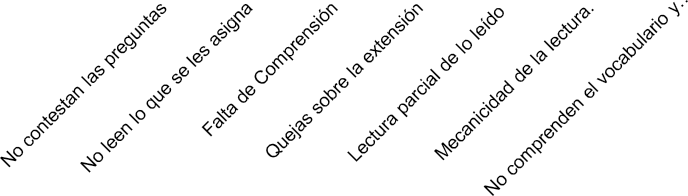 No contestan las preguntas
No leen lo que se les asigna
Falta de Comprensión
Quejas sobre la extensión
Lectura parcial de lo leído
Mecanicidad de la lectura.
No comprenden el vocabulario y…